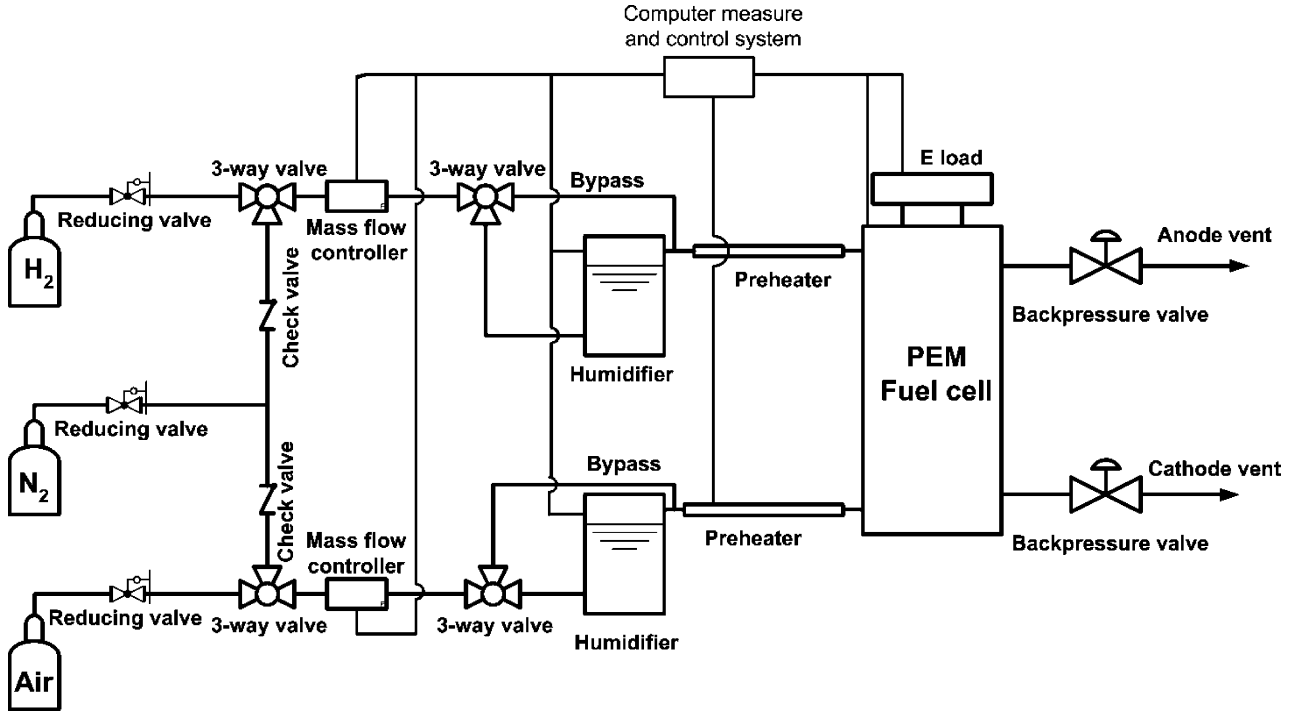 Computer measure
and control system
3-way valve
3-way valve
Bypass
E load
Reducing valve
Mass flow
controller
H2
Check valve
Preheater
Anode vent
Backpressure valve
Humidifier
PEM
Fuel cell
Reducing valve
N2
Check valve
Bypass
Cathode vent
Mass flow
controller
Preheater
Backpressure valve
Reducing valve
3-way valve
3-way valve
Humidifier
Air